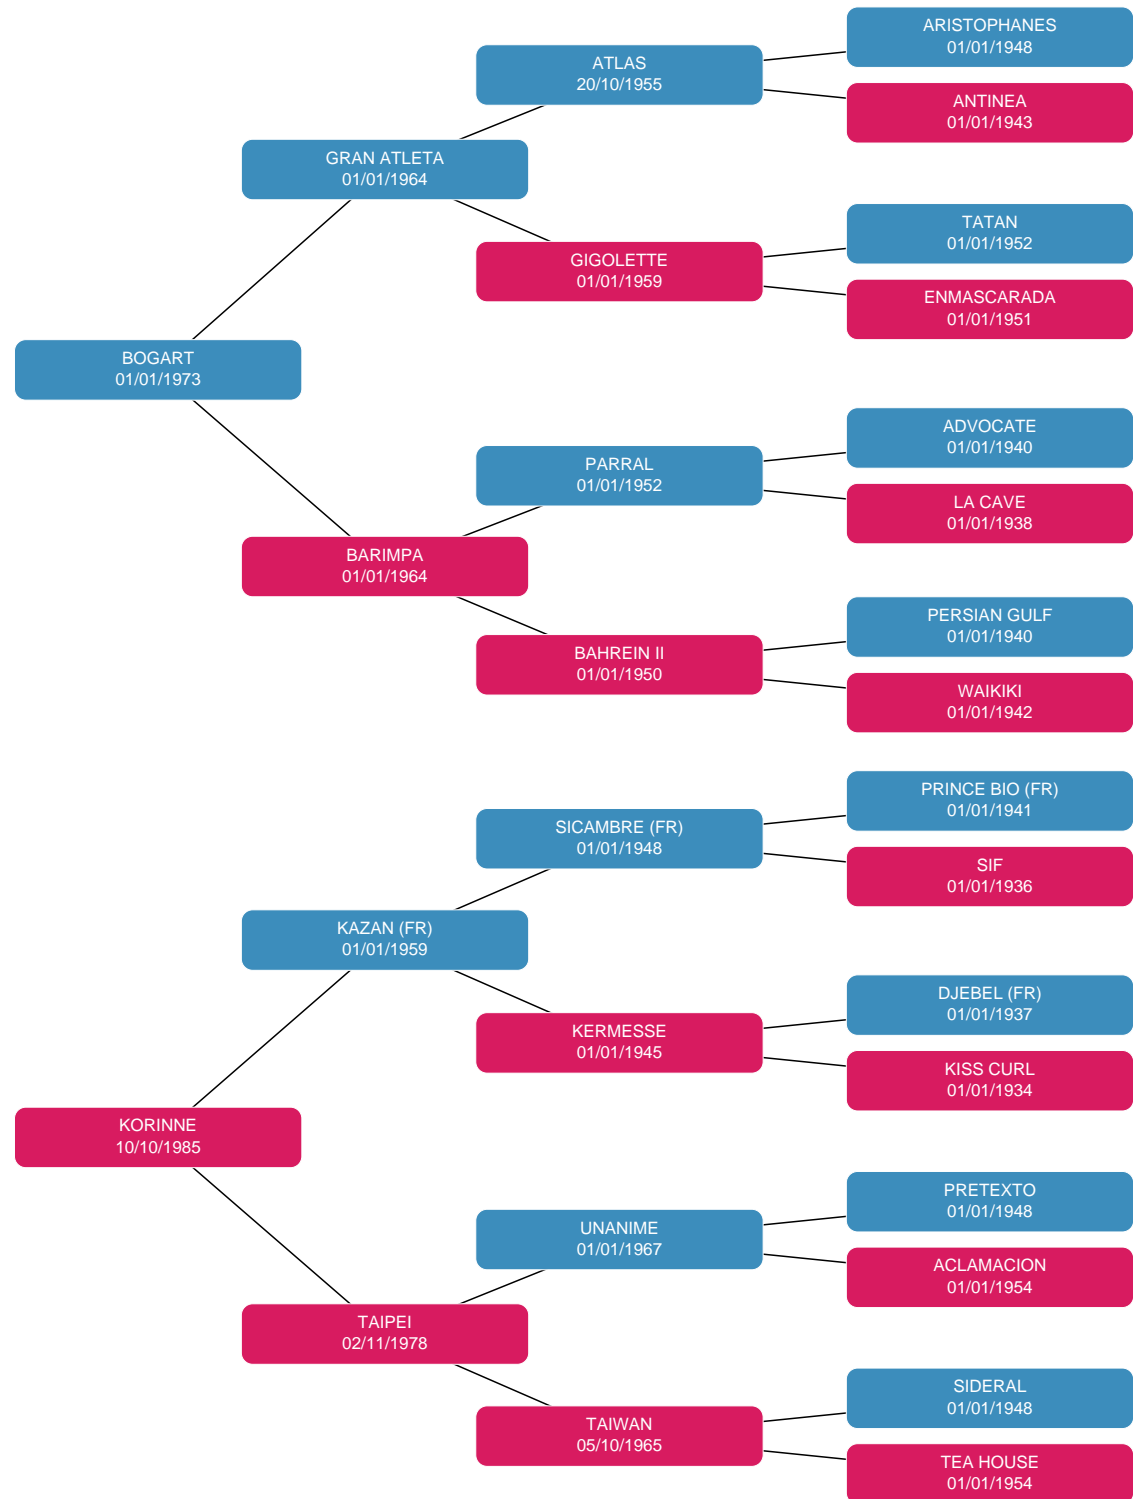 ARISTOPHANES
01/01/1948
ATLAS
20/10/1955
ANTINEA
01/01/1943
GRAN ATLETA
01/01/1964
TATAN
01/01/1952
GIGOLETTE
01/01/1959
ENMASCARADA
01/01/1951
BOGART
01/01/1973
ADVOCATE
01/01/1940
PARRAL
01/01/1952
LA CAVE
01/01/1938
BARIMPA
01/01/1964
PERSIAN GULF
01/01/1940
BAHREIN II
01/01/1950
WAIKIKI
01/01/1942
PRINCE BIO (FR)
01/01/1941
SICAMBRE (FR)
01/01/1948
SIF
01/01/1936
KAZAN (FR)
01/01/1959
DJEBEL (FR)
01/01/1937
KERMESSE
01/01/1945
KISS CURL
01/01/1934
KORINNE
10/10/1985
PRETEXTO
01/01/1948
UNANIME
01/01/1967
ACLAMACION
01/01/1954
TAIPEI
02/11/1978
SIDERAL
01/01/1948
TAIWAN
05/10/1965
TEA HOUSE
01/01/1954